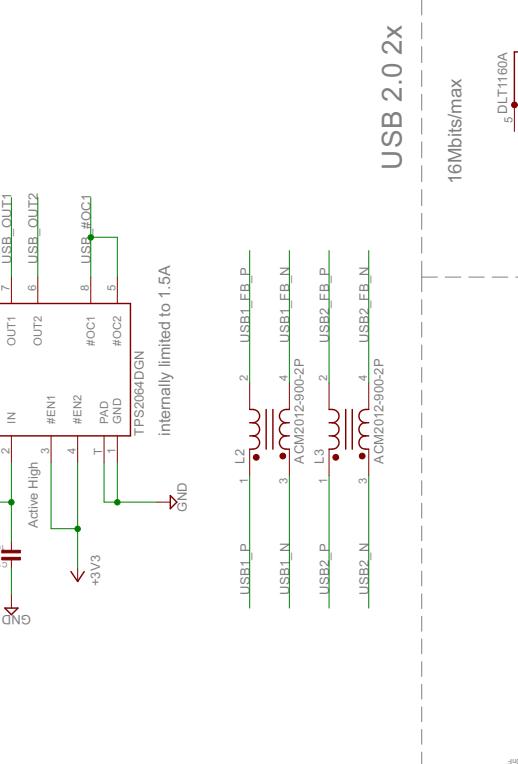 USB 2.0 2x
16Mbits/max
DLT1160A
5
USB_OUT1
USB_OUT2
USB_#OC1
7
6
8
5
OUT1
OUT2
#OC1
#OC2
IN
#EN1
#EN2
PAD
GND
TPS2064DGN
internally limited to 1.5A
2
3
4
T
1
Active High
GND
+3V3
GND
USB1_FB_P
USB1_FB_N
USB2_FB_P
USB2_FB_N
2
4
2
4
L2
ACM2012-900-2P
L3
ACM2012-900-2P
1
3
1
3
USB1_P
USB1_N
USB2_P
USB2_N